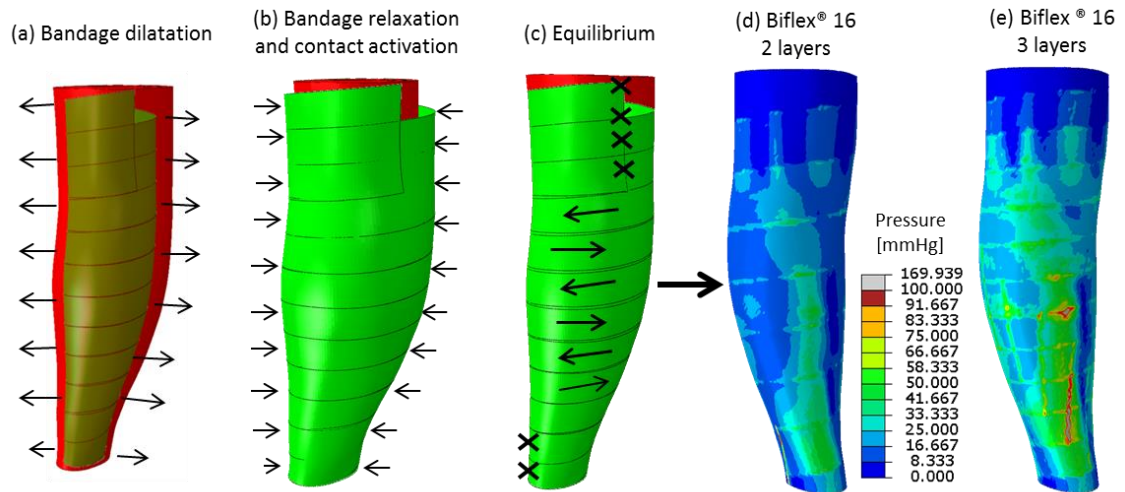 (a) Bandage dilatation
(b) Bandage relaxation
and contact activation
(c) Equilibrium
(d) Biflex® 16
2 layers
(e) Biflex ® 16
3 layers
Pressure
[mmHg]
169.939
100.000
91.667
83.333
75.000
66.667
58.333
50.000
41.667
33.333
25.000
16.667
8.333
0.000